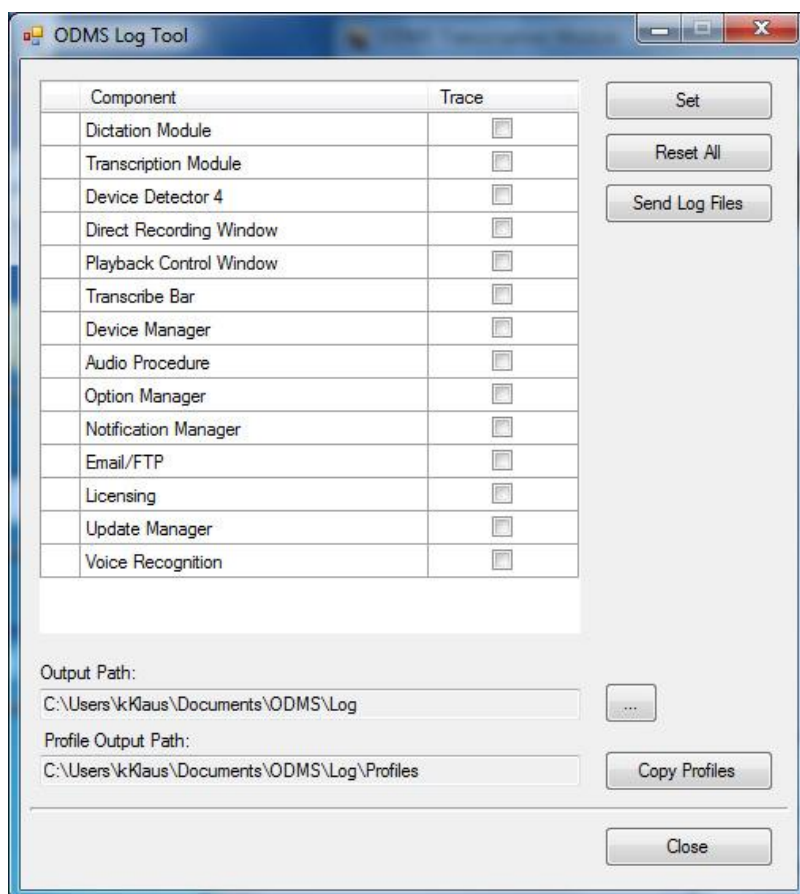 ODMS Log Tool
Component Trace
Dictation Module
Transcription Module
Device Detector 4
Direct Recording Window
Playback Control Window
Transcribe Bar
Device Manager
Audio Procedure
Option Manager
Notification Manager
Email/FTP
Licensing
Update Manager
Voice Recognition
Set
Reset All
Send Log Files
Output Path:
C:\Users\kKlaus\Documents\ODMS\Log
...
Profile Output Path:
C:\Users\kKlaus\Documents\ODMS\Log\Profiles
Copy Profiles
Close